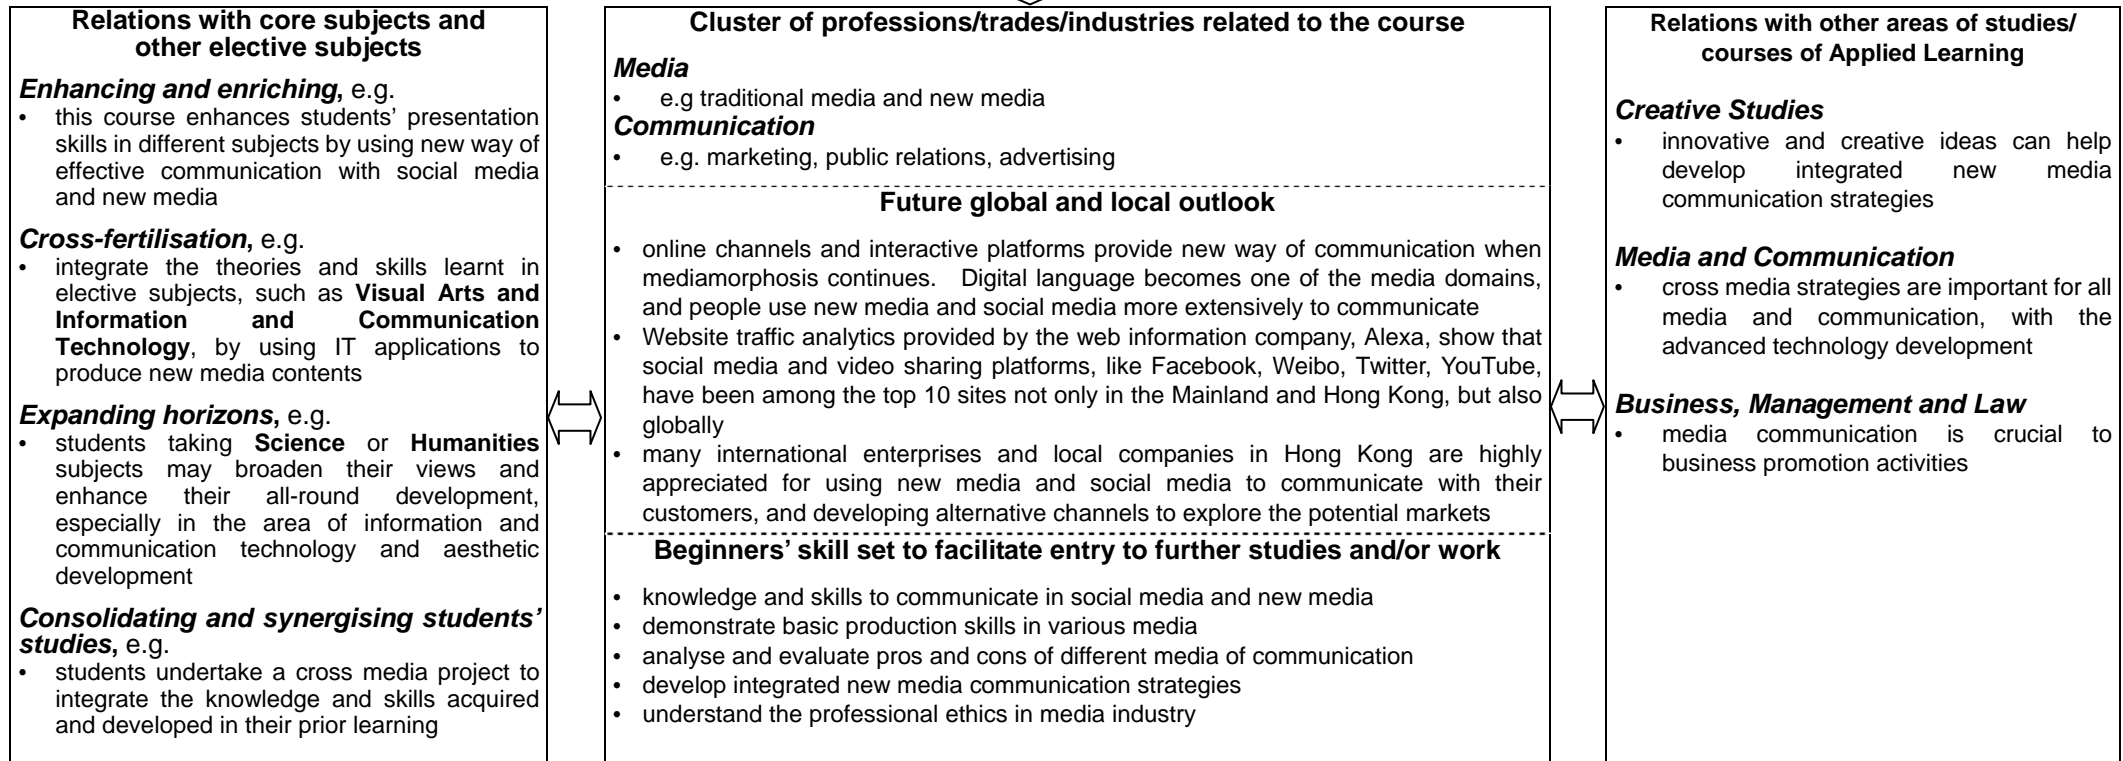 Relations with core subjects and
other elective subjects
Enhancing and enriching, e.g.
• this course enhances students’ presentation
skills in different subjects by using new way of
effective communication with social media
and new media
Cross-fertilisation, e.g.
• integrate the theories and skills learnt in
elective subjects, such as Visual Arts and
Information and Communication
Technology, by using IT applications to
produce new media contents
Expanding horizons, e.g.
• students taking Science or Humanities
subjects may broaden their views and
enhance their all-round development,
especially in the area of information and
communication technology and aesthetic
development
Consolidating and synergising students’
studies, e.g.
• students undertake a cross media project to
integrate the knowledge and skills acquired
and developed in their prior learning
Cluster of professions/trades/industries related to the course
Media
• e.g traditional media and new media
Communication
• e.g. marketing, public relations, advertising
Future global and local outlook
• online channels and interactive platforms provide new way of communication when
mediamorphosis continues. Digital language becomes one of the media domains,
and people use new media and social media more extensively to communicate
• Website traffic analytics provided by the web information company, Alexa, show that
social media and video sharing platforms, like Facebook, Weibo, Twitter, YouTube,
have been among the top 10 sites not only in the Mainland and Hong Kong, but also
globally
• many international enterprises and local companies in Hong Kong are highly
appreciated for using new media and social media to communicate with their
customers, and developing alternative channels to explore the potential markets
Beginners’ skill set to facilitate entry to further studies and/or work
• knowledge and skills to communicate in social media and new media
• demonstrate basic production skills in various media
• analyse and evaluate pros and cons of different media of communication
• develop integrated new media communication strategies
• understand the professional ethics in media industry
Relations with other areas of studies/
courses of Applied Learning
Creative Studies
• innovative and creative ideas can help
develop integrated new media
communication strategies
Media and Communication
• cross media strategies are important for all
media and communication, with the
advanced technology development
Business, Management and Law
• media communication is crucial to
business promotion activities